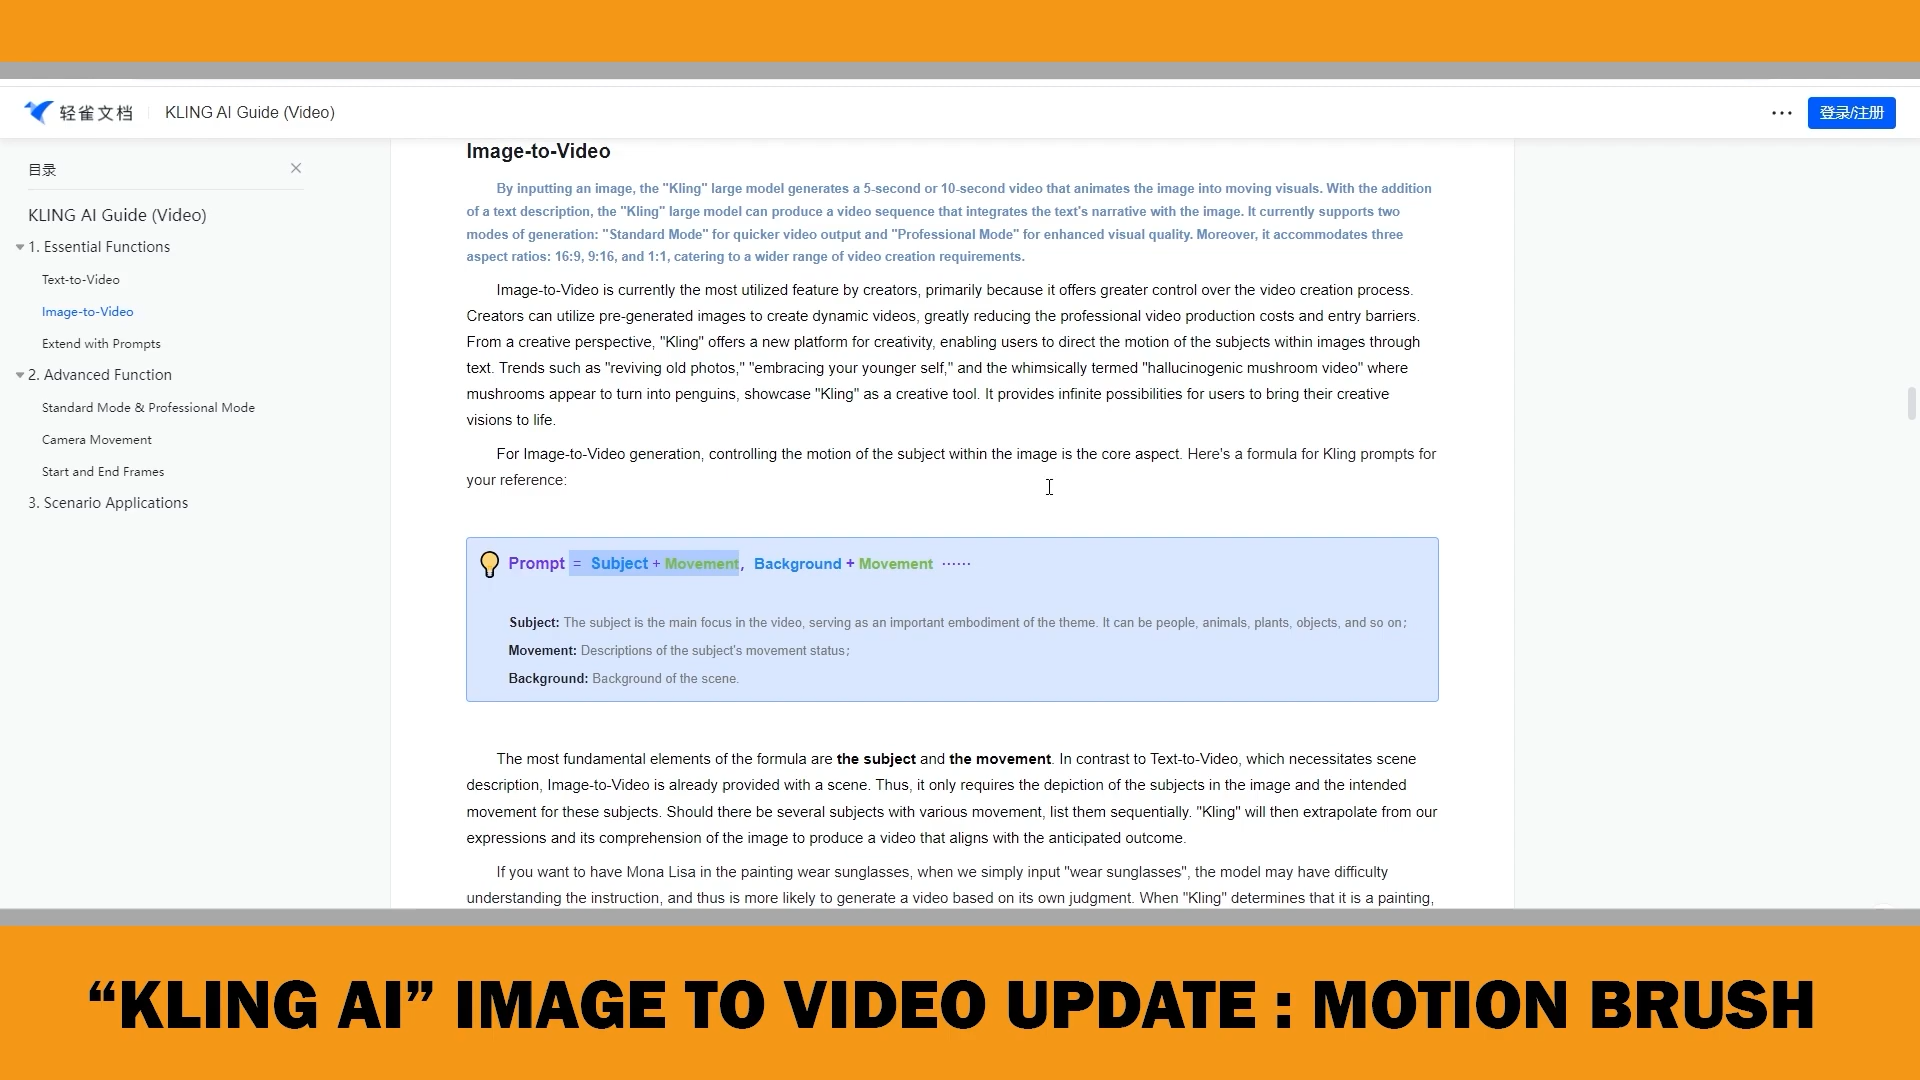 轻雀文档
KLING AI Guide (Video)
登录/注册
目录
KLING AI Guide (Video)
1. Essential Functions
Text-to-Video
Image-to-Video
Extend with Prompts
2. Advanced Function
Standard Mode & Professional Mode
Camera Movement
Start and End Frames
3. Scenario Applications
Image-to-Video
By inputting an image, the "Kling" large model generates a 5-second or 10-second video that animates the image into moving visuals. With the addition
of a text description, the "Kling" large model can produce a video sequence that integrates the text's narrative with the image. It currently supports two
modes of generation: "Standard Mode" for quicker video output and "Professional Mode" for enhanced visual quality. Moreover, it accommodates three
aspect ratios: 16:9, 9:16, and 1:1, catering to a wider range of video creation requirements.
Image-to-Video is currently the most utilized feature by creators, primarily because it offers greater control over the video creation process.
Creators can utilize pre-generated images to create dynamic videos, greatly reducing the professional video production costs and entry barriers.
From a creative perspective, "Kling" offers a new platform for creativity, enabling users to direct the motion of the subjects within images through
text. Trends such as "reviving old photos," "embracing your younger self," and the whimsically termed "hallucinogenic mushroom video" where
mushrooms appear to turn into penguins, showcase "Kling" as a creative tool. It provides infinite possibilities for users to bring their creative
visions to life.
For Image-to-Video generation, controlling the motion of the subject within the image is the core aspect. Here's a formula for Kling prompts for
your reference:
Prompt = Subject + Movement, Background + Movement ······
Subject: The subject is the main focus in the video, serving as an important embodiment of the theme. It can be people, animals, plants, objects, and so on;
Movement: Descriptions of the subject's movement status;
Background: Background of the scene.
The most fundamental elements of the formula are the subject and the movement. In contrast to Text-to-Video, which necessitates scene
description, Image-to-Video is already provided with a scene. Thus, it only requires the depiction of the subjects in the image and the intended
movement for these subjects. Should there be several subjects with various movement, list them sequentially. "Kling" will then extrapolate from our
expressions and its comprehension of the image to produce a video that aligns with the anticipated outcome.
If you want to have Mona Lisa in the painting wear sunglasses, when we simply input "wear sunglasses", the model may have difficulty
understanding the instruction, and thus is more likely to generate a video based on its own judgment. When "Kling" determines that it is a painting,
“KLING AI” IMAGE TO VIDEO UPDATE : MOTION BRUSH